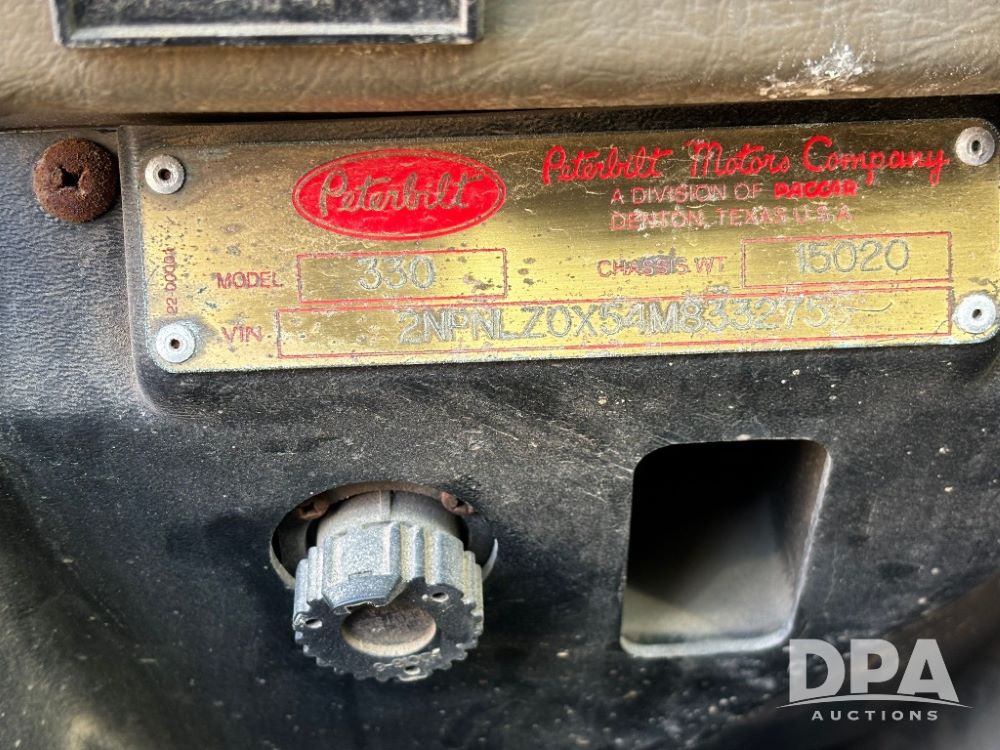 Peterbilt
Peterbilt Motors Company
A DIVISION OF PACCAR
DENTON, TEXAS U.S.A.
MODEL 330 CHASSIS WT 15020
VIN 2NPNLZ0X54M833275
DPA
AUCTIONS